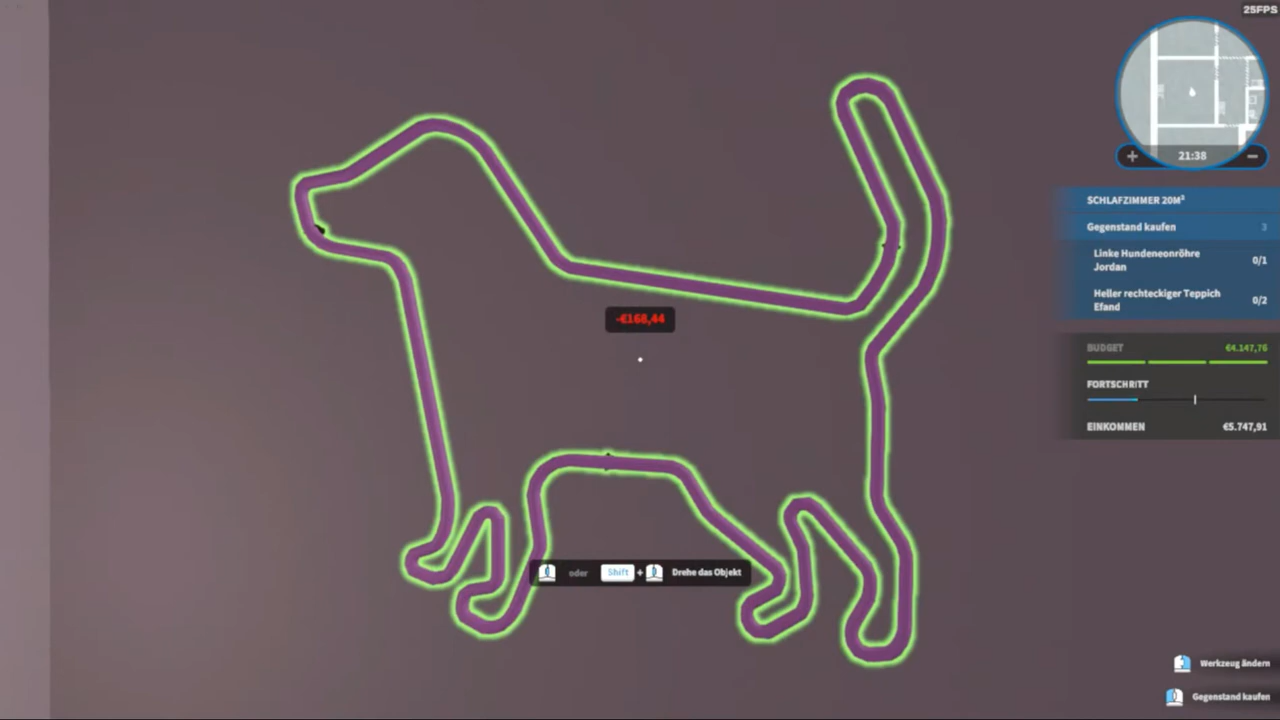 25FPS
+ 21:38 −
SCHLAFZIMMER 20M²
Gegenstand kaufen 3
Linke Hundeneonröhre
Jordan 0/1
Heller rechteckiger Teppich
Efand 0/2
-€168,44
BUDGET €4.147,76
FORTSCHRITT
EINKOMMEN €5.747,91
oder Shift + Drehe das Objekt
Werkzeug ändern
Gegenstand kaufen